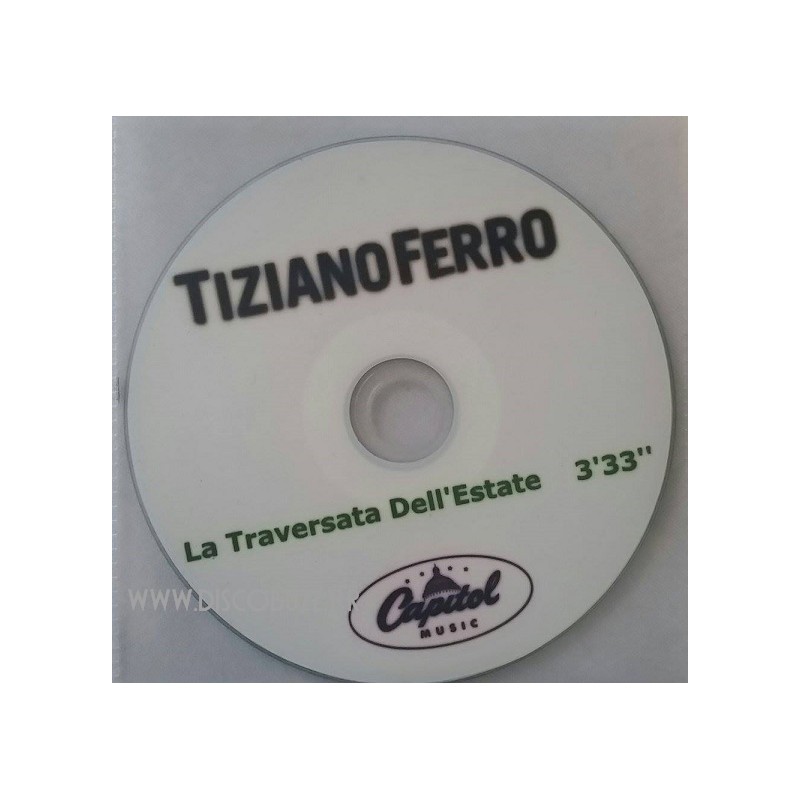 TIZIANOFERRO
La Traversata Dell'Estate 3'33''
Capitol
MUSIC